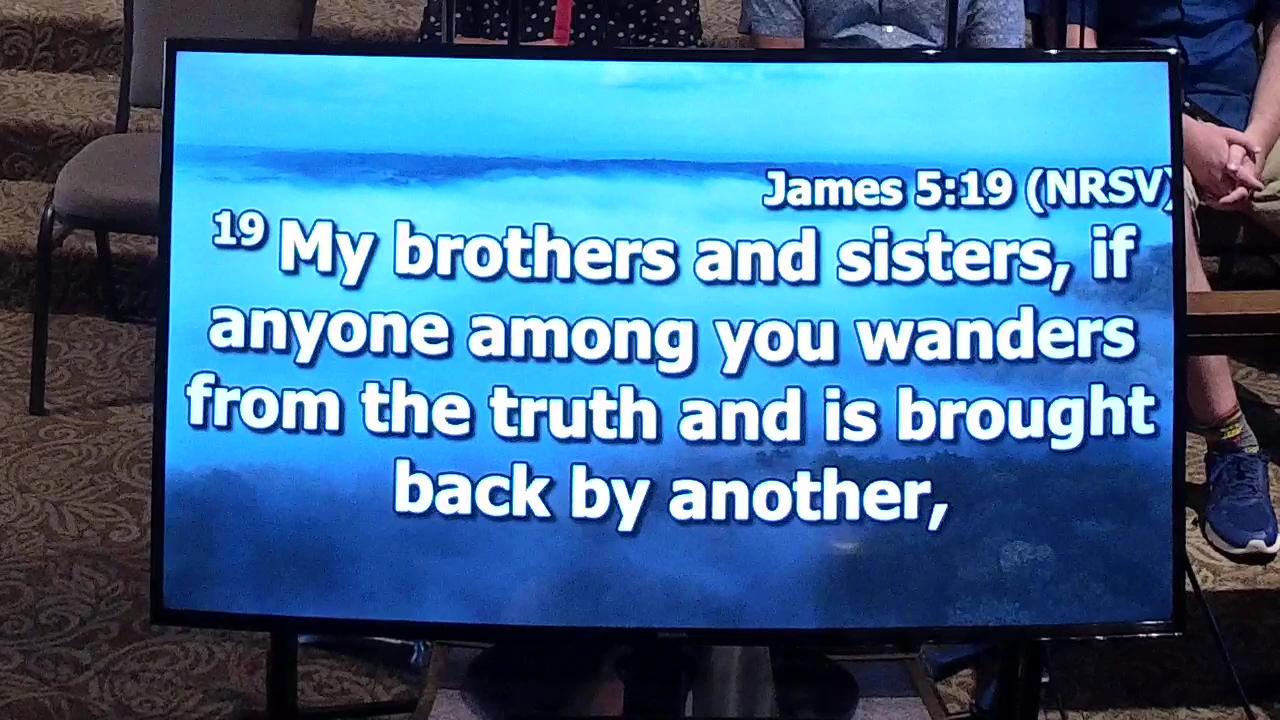 James 5:19 (NRSV)
19 My brothers and sisters, if
anyone among you wanders
from the truth and is brought
back by another,